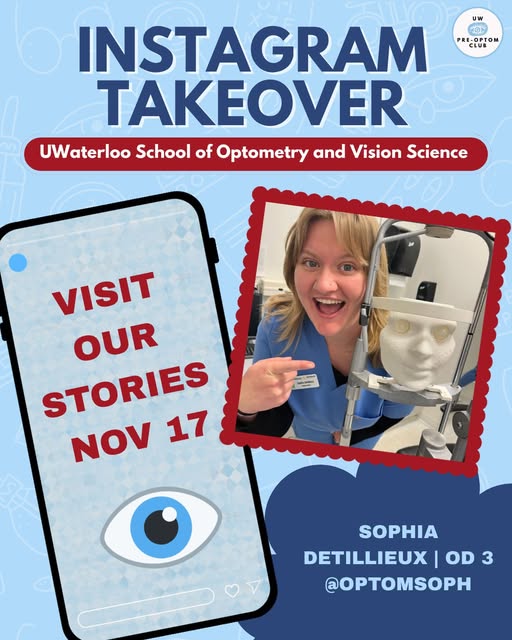 UW
PRE-OPTOM
CLUB
INSTAGRAM
TAKEOVER
UWaterloo School of Optometry and Vision Science
VISIT
OUR
STORIES
NOV 17
SOPHIA
DETILLIEUX | OD 3
@OPTOMSOPH